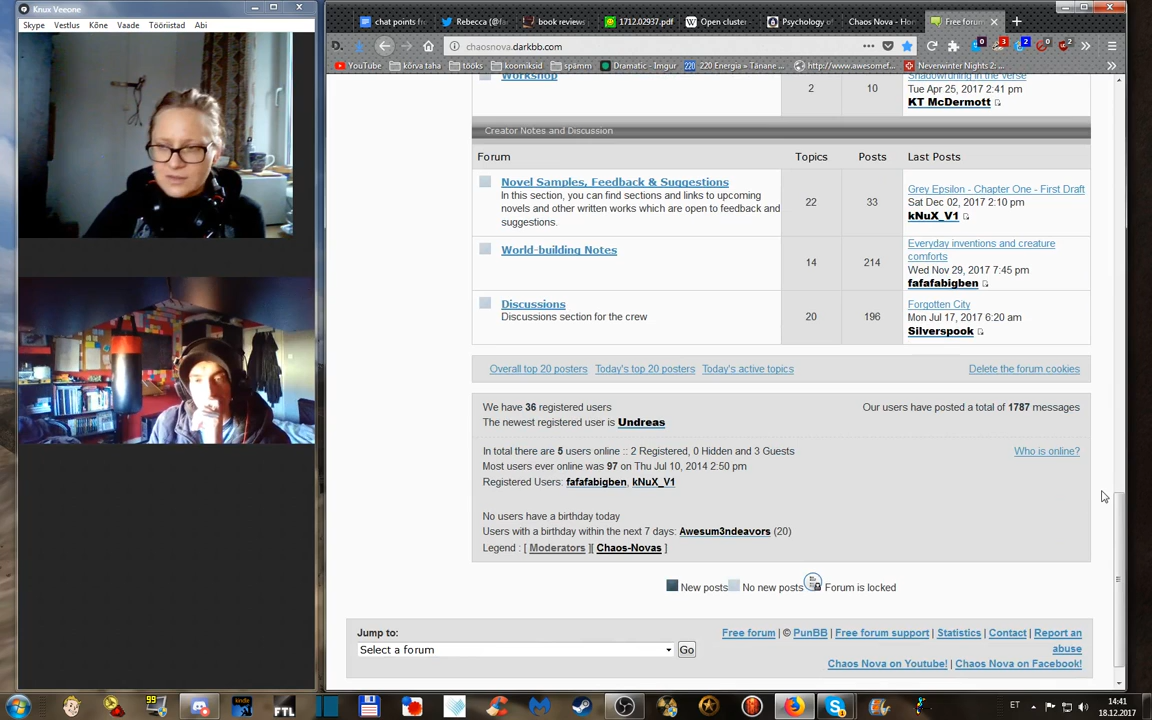 Knux Veeone
Skype Vestlus Kõne Vaade Tööriistad Abi
chat points fr
Rebecca (@fa
book reviews
1712.02937.pdf
Open cluster
Psychology of
Chaos Nova - Ho
Free forum
chaosnova.darkbb.com
YouTube kõrva taha tööks koomiksid spämm Dramatic - Imgur 220 Energia » Tänane ... http://www.awesomef... Neverwinter Nights 2: ...
Workshop
2
10
Shadowruning in the Verse
Tue Apr 25, 2017 2:41 pm
KT McDermott
Creator Notes and Discussion
Forum Topics Posts Last Posts
Novel Samples, Feedback & Suggestions
In this section, you can find sections and links to upcoming
novels and other written works which are open to feedback and
suggestions.
22
33
Grey Epsilon - Chapter One - First Draft
Sat Dec 02, 2017 2:10 pm
kNuX_V1
World-building Notes
14
214
Everyday inventions and creature
comforts
Wed Nov 29, 2017 7:45 pm
fafafabigben
Discussions
Discussions section for the crew
20
196
Forgotten City
Mon Jul 17, 2017 6:20 am
Silverspook
Overall top 20 posters Today's top 20 posters Today's active topics Delete the forum cookies
We have 36 registered users Our users have posted a total of 1787 messages
The newest registered user is Undreas
In total there are 5 users online :: 2 Registered, 0 Hidden and 3 Guests Who is online?
Most users ever online was 97 on Thu Jul 10, 2014 2:50 pm
Registered Users: fafafabigben, kNuX_V1
No users have a birthday today
Users with a birthday within the next 7 days: Awesum3ndeavors (20)
Legend : [ Moderators ][ Chaos-Novas ]
New posts No new posts Forum is locked
Jump to:
Select a forum Go
Free forum | © PunBB | Free forum support | Statistics | Contact | Report an
abuse
Chaos Nova on Youtube! | Chaos Nova on Facebook!
kindle
FTL
ET
14:41
18.12.2017